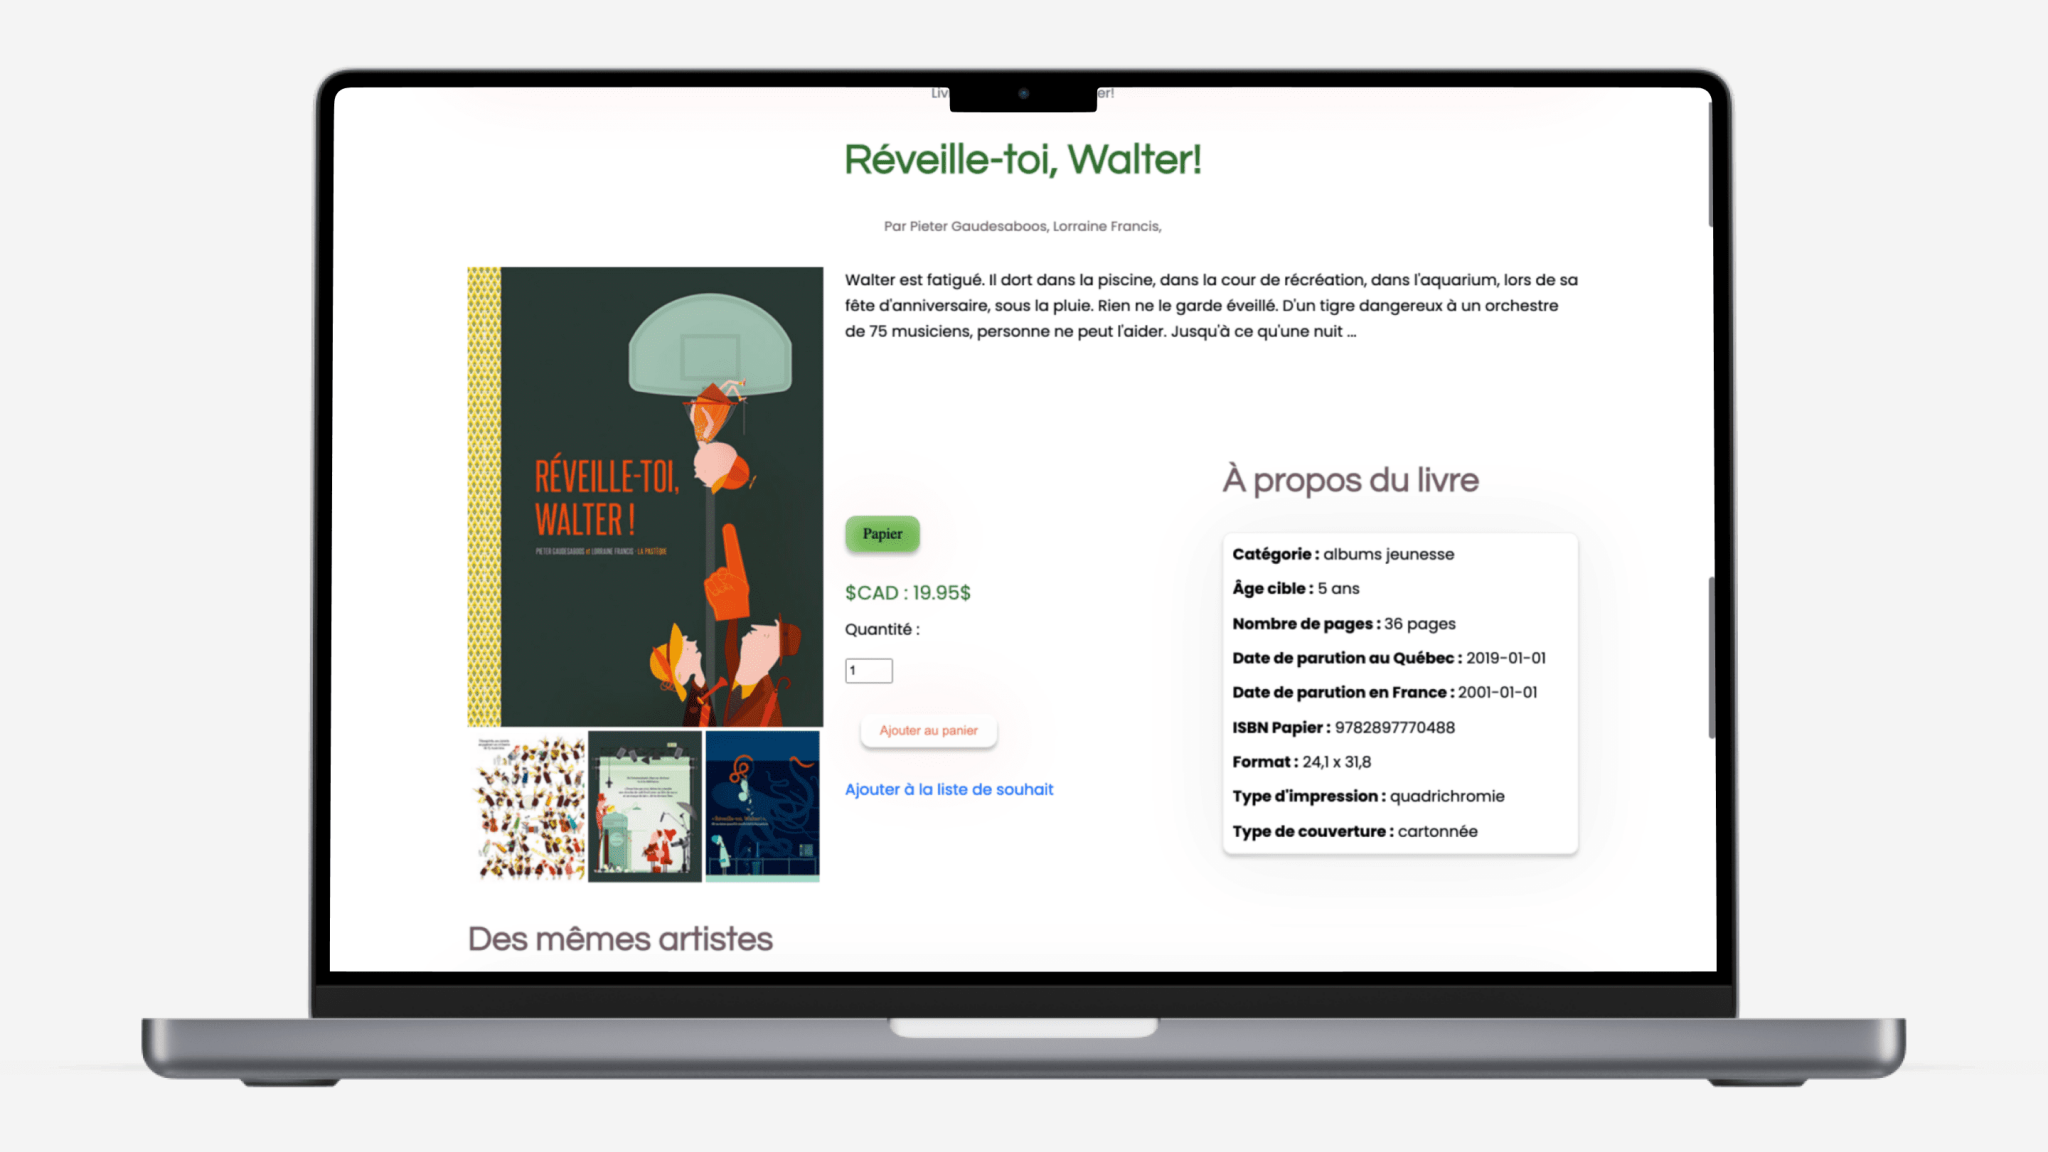 Liv er!
Réveille-toi, Walter!
Par Pieter Gaudesaboos, Lorraine Francis,
RÉVEILLE-TOI,
WALTER !
PIETER GAUDESABOOS et LORRAINE FRANCIS · LA PASTÈQUE
Walter est fatigué. Il dort dans la piscine, dans la cour de récréation, dans l'aquarium, lors de sa
fête d'anniversaire, sous la pluie. Rien ne le garde éveillé. D'un tigre dangereux à un orchestre
de 75 musiciens, personne ne peut l'aider. Jusqu'à ce qu'une nuit ...
Papier
$CAD : 19.95$
Quantité :
1
Ajouter au panier
Ajouter à la liste de souhait
À propos du livre
Catégorie : albums jeunesse
Âge cible : 5 ans
Nombre de pages : 36 pages
Date de parution au Québec : 2019-01-01
Date de parution en France : 2001-01-01
ISBN Papier : 9782897770488
Format : 24,1 x 31,8
Type d'impression : quadrichromie
Type de couverture : cartonnée
Des mêmes artistes